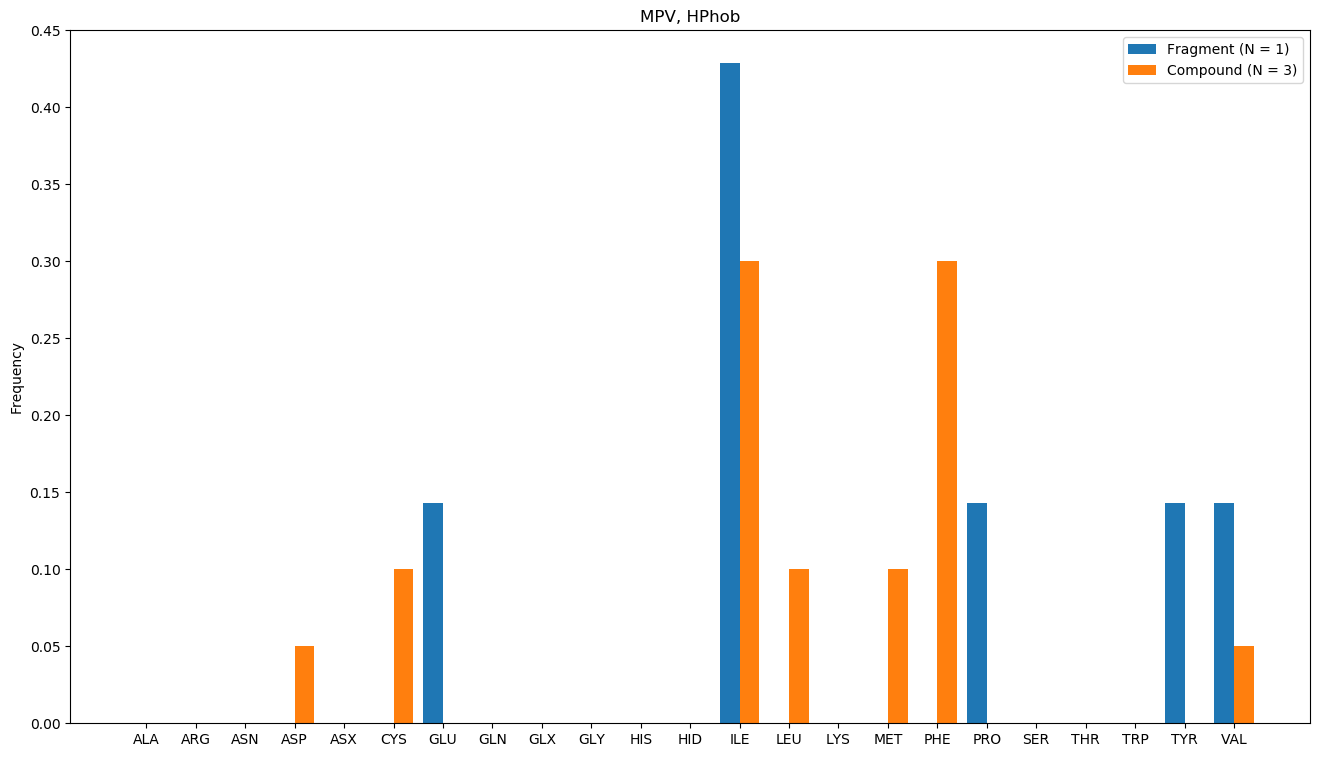 MPV, HPhob
Fragment (N = 1)
Compound (N = 3)
Frequency
0.45
0.40
0.35
0.30
0.25
0.20
0.15
0.10
0.05
0.00
ALA ARG ASN ASP ASX CYS GLU GLN GLX GLY HIS HID ILE LEU LYS MET PHE PRO SER THR TRP TYR VAL